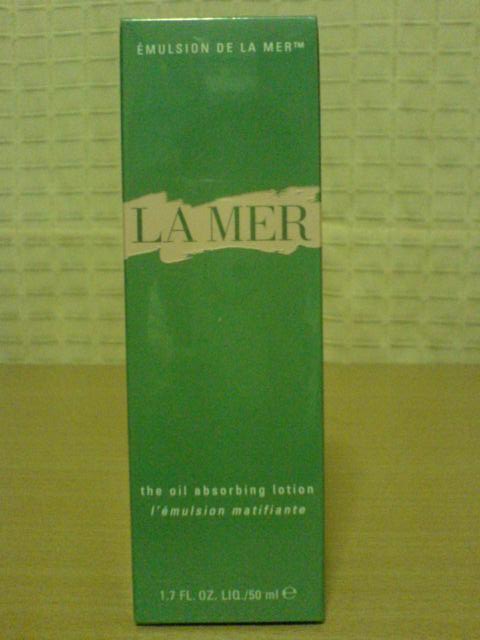 ÉMULSION DE LA MER™
LA MER
the oil absorbing lotion
l'émulsion matifiante
1.7 FL. OZ. LIQ./50 ml ℮